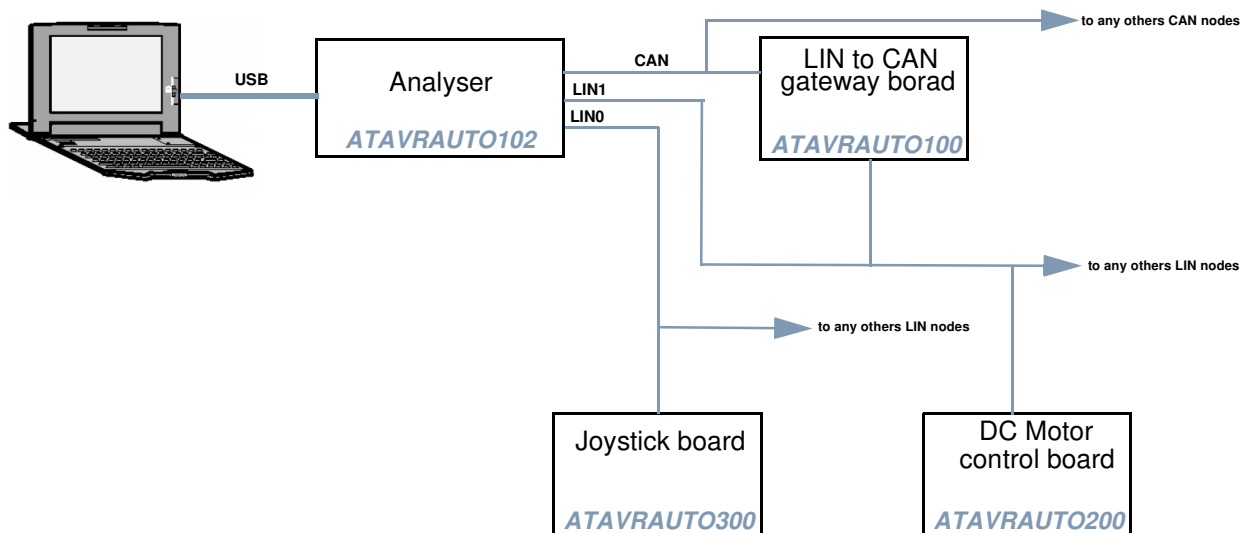 to any others CAN nodes
USB
Analyser
ATAVRAUTO102
CAN
LIN1
LIN0
LIN to CAN
gateway borad
ATAVRAUTO100
to any others LIN nodes
to any others LIN nodes
Joystick board
ATAVRAUTO300
DC Motor
control board
ATAVRAUTO200